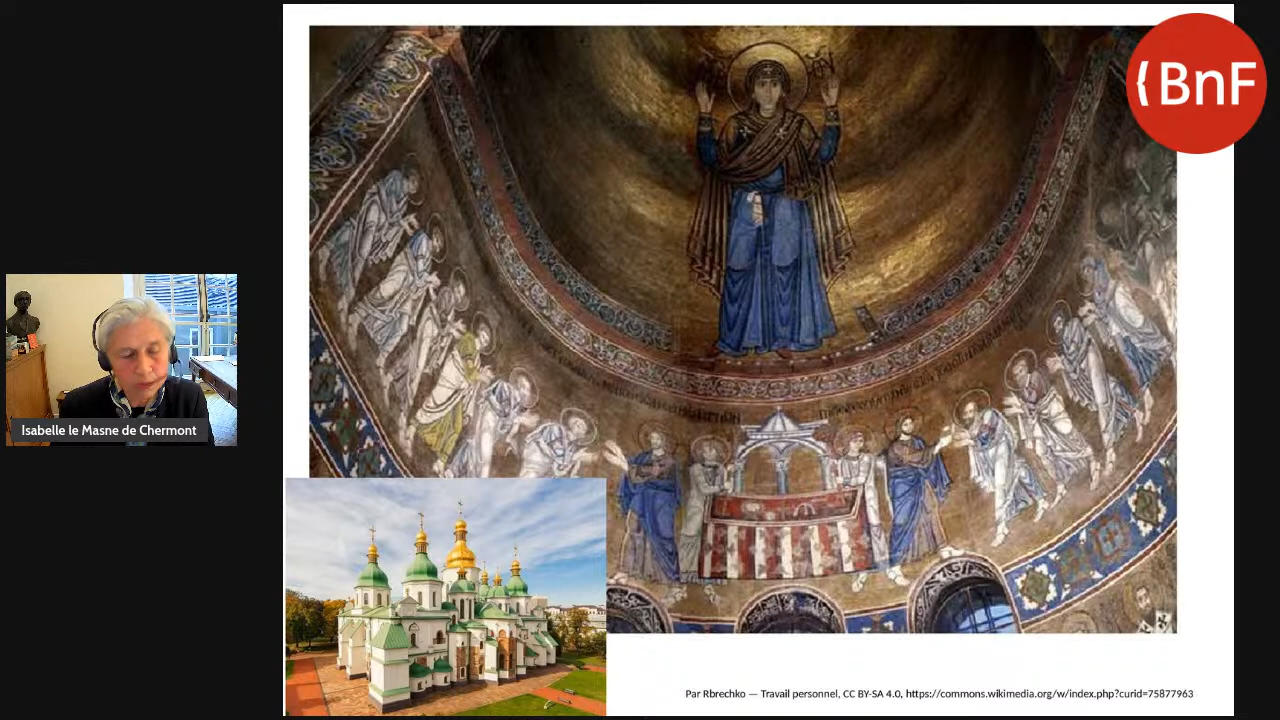 BnF
Isabelle le Masne de Chermont
Par Rbrechko — Travail personnel, CC BY-SA 4.0, https://commons.wikimedia.org/w/index.php?curid=75877963